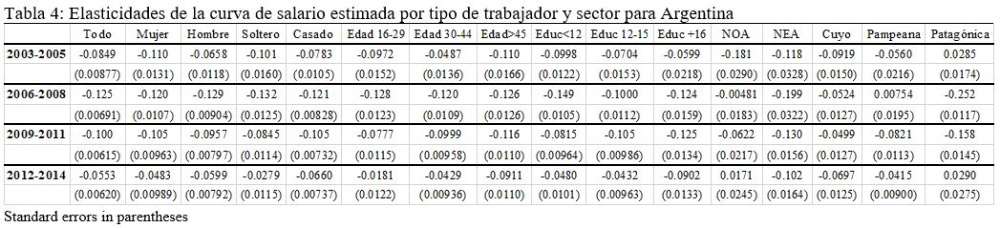 Tabla 4: Elasticidades de la curva de salario estimada por tipo de trabajador y sector para Argentina
Todo Mujer Hombre Soltero Casado Edad 16-29 Edad 30-44 Edad>45 Educ<12 Educ 12-15 Educ +16 NOA NEA Cuyo Pampeana Patagónica
2003-2005 -0.0849 -0.110 -0.0658 -0.101 -0.0783 -0.0972 -0.0487 -0.110 -0.0998 -0.0704 -0.0599 -0.181 -0.118 -0.0919 -0.0560 0.0285
(0.00877) (0.0131) (0.0118) (0.0160) (0.0105) (0.0152) (0.0136) (0.0166) (0.0122) (0.0153) (0.0218) (0.0290) (0.0328) (0.0150) (0.0216) (0.0174)
2006-2008 -0.125 -0.120 -0.129 -0.132 -0.121 -0.128 -0.120 -0.126 -0.149 -0.1000 -0.124 -0.00481 -0.199 -0.0524 0.00754 -0.252
(0.00691) (0.0107) (0.00904) (0.0125) (0.00828) (0.0123) (0.0109) (0.0126) (0.0105) (0.0112) (0.0159) (0.0183) (0.0322) (0.0127) (0.0195) (0.0117)
2009-2011 -0.100 -0.105 -0.0957 -0.0845 -0.105 -0.0777 -0.0999 -0.116 -0.0815 -0.105 -0.125 -0.0622 -0.130 -0.0499 -0.0821 -0.158
(0.00615) (0.00963) (0.00797) (0.0114) (0.00732) (0.0115) (0.00958) (0.0110) (0.00964) (0.00986) (0.0134) (0.0217) (0.0156) (0.0127) (0.0113) (0.0145)
2012-2014 -0.0553 -0.0483 -0.0599 -0.0279 -0.0660 -0.0181 -0.0429 -0.0911 -0.0480 -0.0432 -0.0902 0.0171 -0.102 -0.0697 -0.0415 0.0290
(0.00620) (0.00989) (0.00792) (0.0115) (0.00737) (0.0122) (0.00936) (0.0110) (0.0101) (0.00963) (0.0133) (0.0245) (0.0164) (0.0125) (0.00900) (0.0275)
Standard errors in parentheses